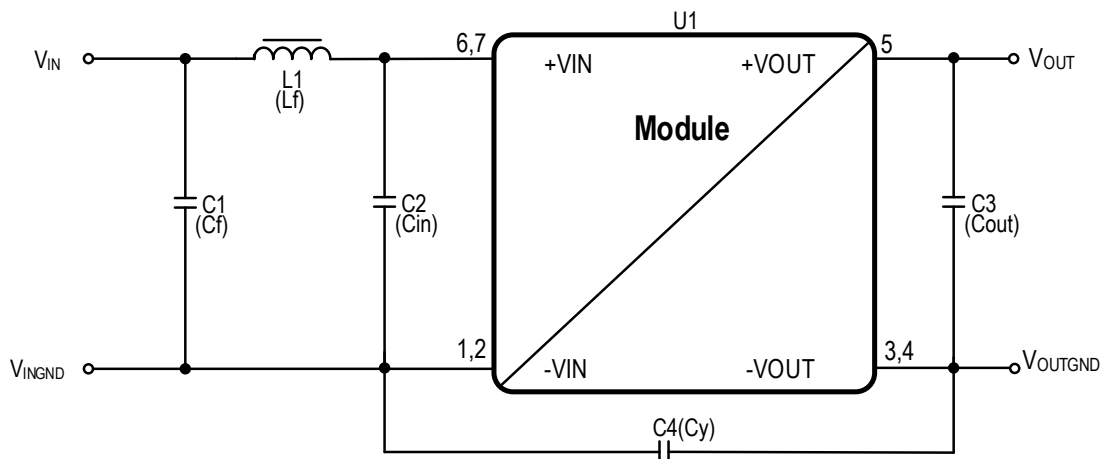 U1
VIN
L1
(Lf)
6,7
+VIN
+VOUT
5
VOUT
Module
C1
(Cf)
C2
(Cin)
C3
(Cout)
VINGND
1,2
-VIN
-VOUT
3,4
VOUTGND
C4(Cy)